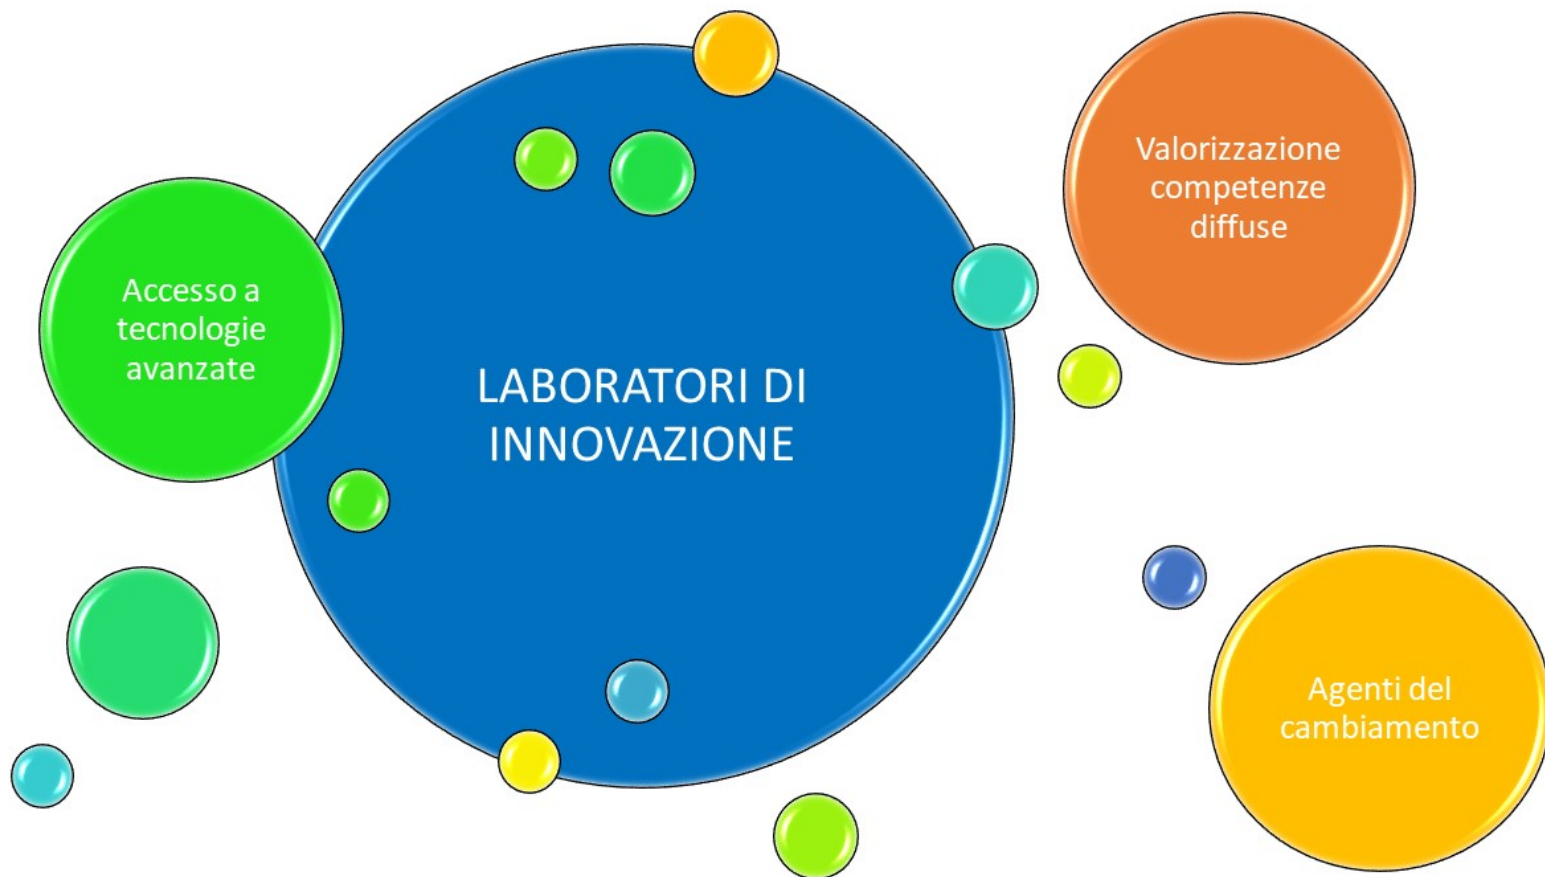 LABORATORI DI
INNOVAZIONE
Accesso a
tecnologie
avanzate
Valorizzazione
competenze
diffuse
Agenti del
cambiamento